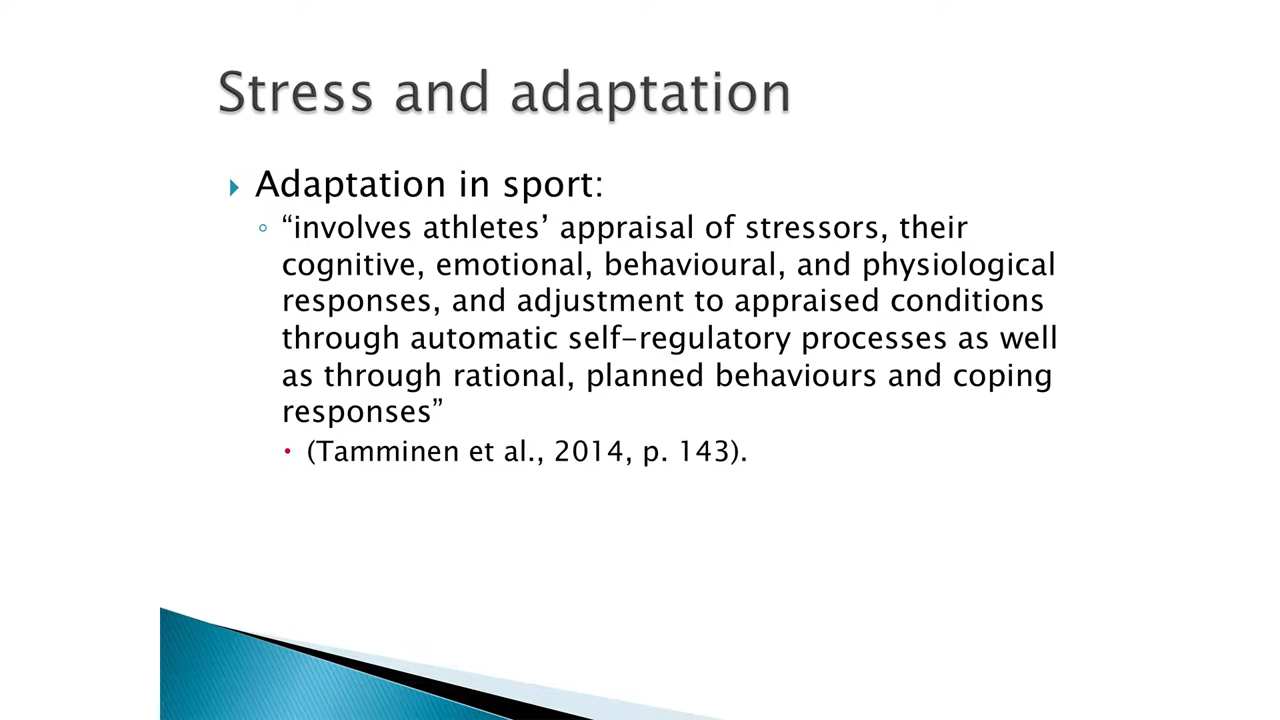 Stress and adaptation
Adaptation in sport:
“involves athletes’ appraisal of stressors, their
cognitive, emotional, behavioural, and physiological
responses, and adjustment to appraised conditions
through automatic self-regulatory processes as well
as through rational, planned behaviours and coping
responses”
(Tamminen et al., 2014, p. 143).